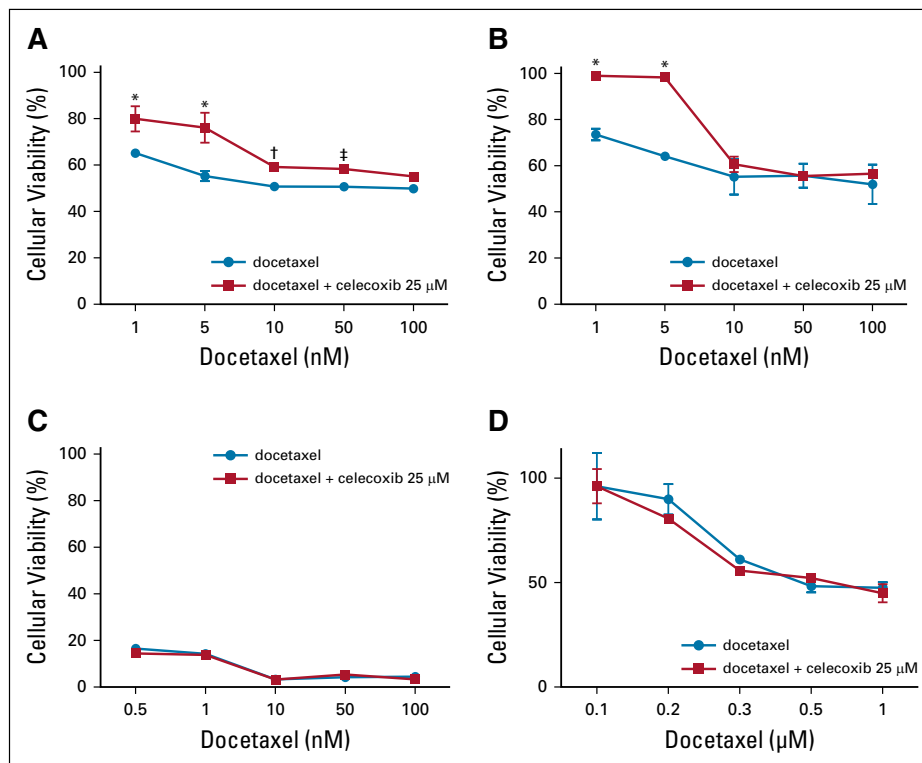 A
Cellular Viability (%)
100
80
60
40
20
0
*
*
†
‡
docetaxel
docetaxel + celecoxib 25 μM
1 5 10 50 100
Docetaxel (nM)
B
Cellular Viability (%)
100
80
60
40
20
0
*
*
docetaxel
docetaxel + celecoxib 25 μM
1 5 10 50 100
Docetaxel (nM)
C
Cellular Viability (%)
100
80
60
40
20
0
docetaxel
docetaxel + celecoxib 25 μM
0.5 1 10 50 100
Docetaxel (nM)
D
Cellular Viability (%)
100
50
0
docetaxel
docetaxel + celecoxib 25 μM
0.1 0.2 0.3 0.5 1
Docetaxel (μM)